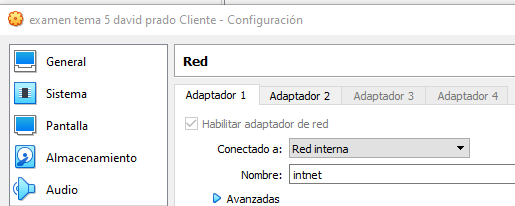 examen tema 5 david prado Cliente - Configuración
General
Sistema
Pantalla
Almacenamiento
Audio
Red
Adaptador 1 Adaptador 2 Adaptador 3 Adaptador 4
Habilitar adaptador de red
Conectado a: Red interna
Nombre: intnet
Avanzadas